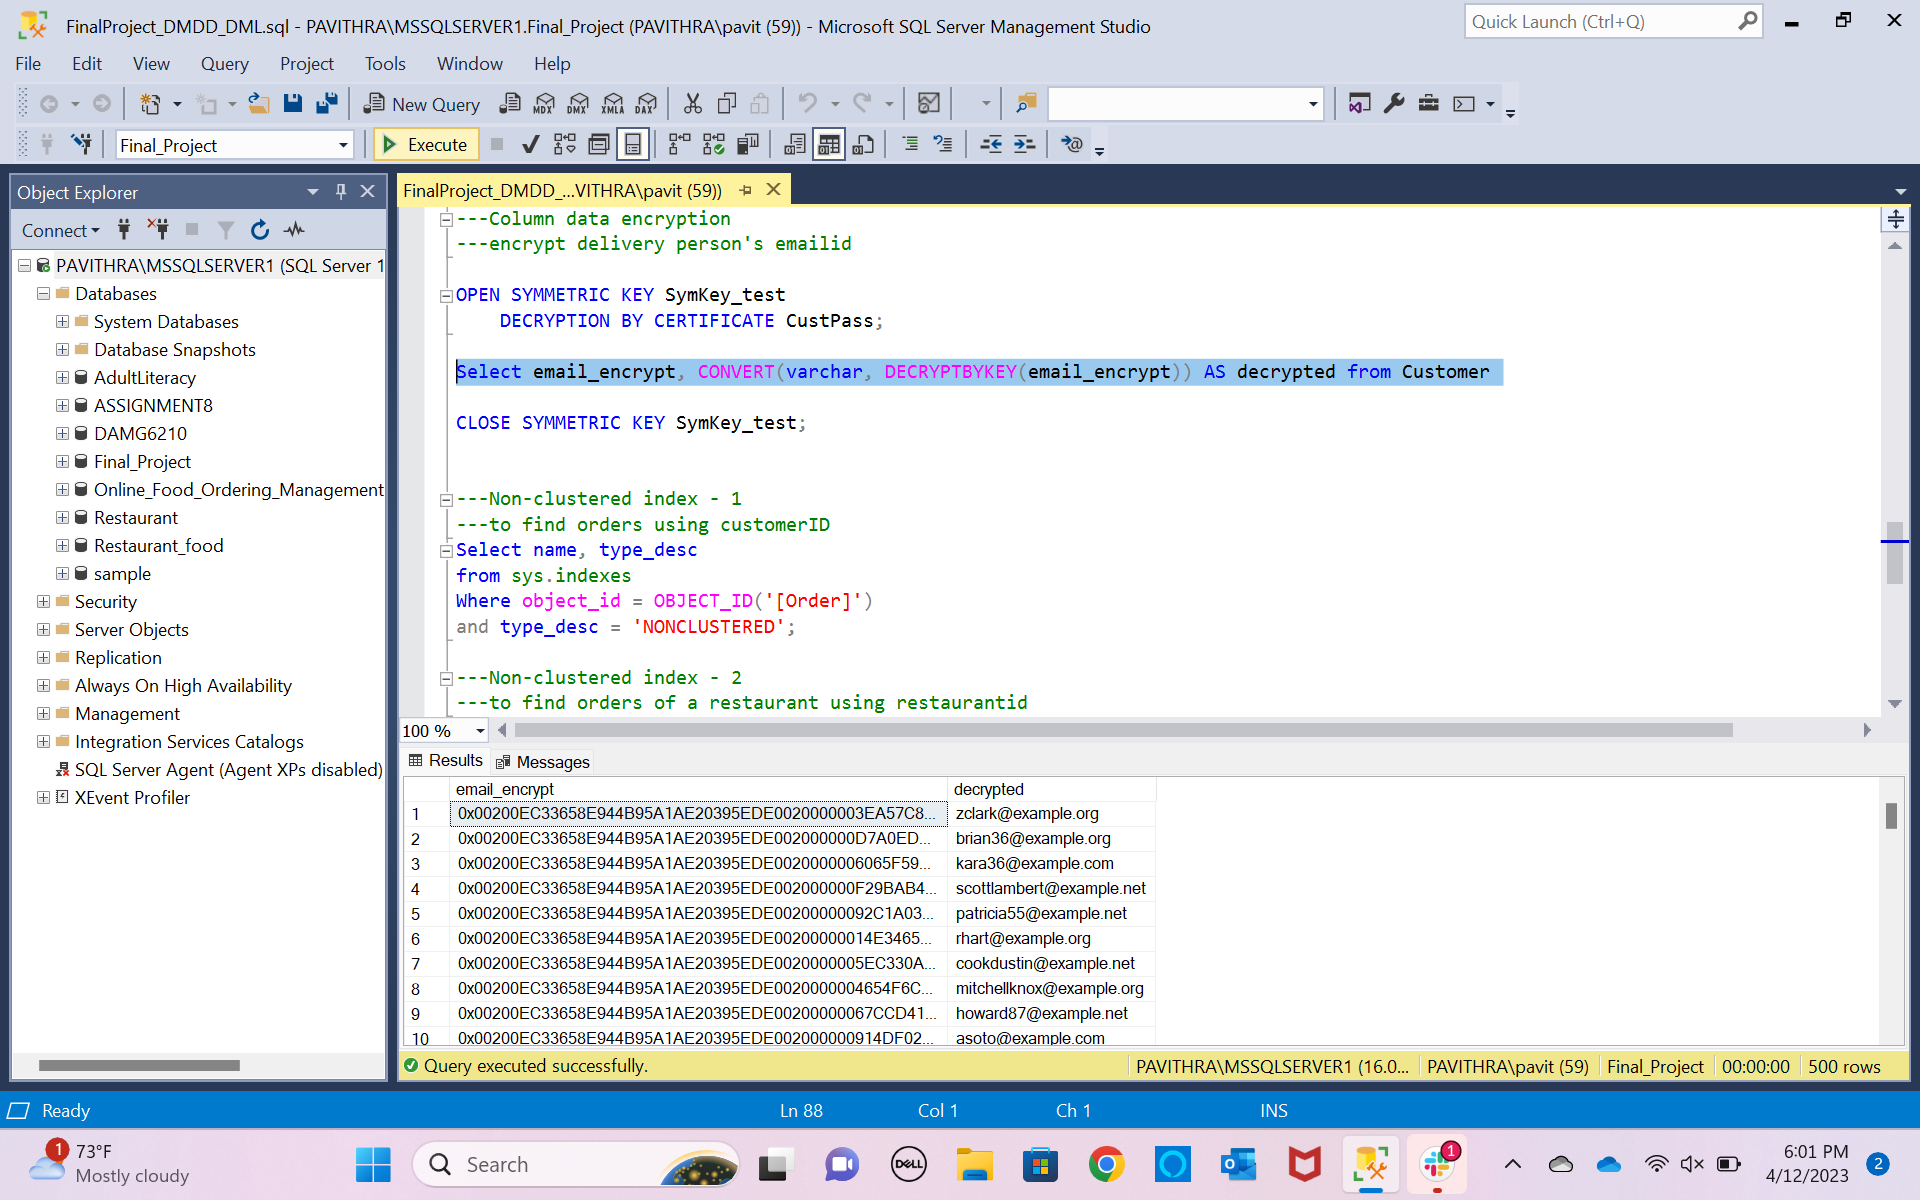 FinalProject_DMDD_DML.sql - PAVITHRA\MSSQLSERVER1.Final_Project (PAVITHRA\pavit (59)) - Microsoft SQL Server Management Studio
Quick Launch (Ctrl+Q)
File Edit View Query Project Tools Window Help
New Query MDX DMX XMLA DAX
Final_Project Execute
Object Explorer
Connect
PAVITHRA\MSSQLSERVER1 (SQL Server 1
Databases
System Databases
Database Snapshots
AdultLiteracy
ASSIGNMENT8
DAMG6210
Final_Project
Online_Food_Ordering_Management
Restaurant
Restaurant_food
sample
Security
Server Objects
Replication
Always On High Availability
Management
Integration Services Catalogs
SQL Server Agent (Agent XPs disabled)
XEvent Profiler
FinalProject_DMDD_...VITHRA\pavit (59))
---Column data encryption
---encrypt delivery person's emailid
OPEN SYMMETRIC KEY SymKey_test
DECRYPTION BY CERTIFICATE CustPass;
Select email_encrypt, CONVERT(varchar, DECRYPTBYKEY(email_encrypt)) AS decrypted from Customer
CLOSE SYMMETRIC KEY SymKey_test;
---Non-clustered index - 1
---to find orders using customerID
Select name, type_desc
from sys.indexes
Where object_id = OBJECT_ID('[Order]')
and type_desc = 'NONCLUSTERED';
---Non-clustered index - 2
---to find orders of a restaurant using restaurantid
100 %
Results Messages
email_encrypt decrypted
1 0x00200EC33658E944B95A1AE20395EDE0020000003EA57C8... zclark@example.org
2 0x00200EC33658E944B95A1AE20395EDE002000000D7A0ED... brian36@example.org
3 0x00200EC33658E944B95A1AE20395EDE0020000006065F59... kara36@example.com
4 0x00200EC33658E944B95A1AE20395EDE002000000F29BAB4... scottlambert@example.net
5 0x00200EC33658E944B95A1AE20395EDE00200000092C1A03... patricia55@example.net
6 0x00200EC33658E944B95A1AE20395EDE00200000014E3465... rhart@example.org
7 0x00200EC33658E944B95A1AE20395EDE0020000005EC330A... cookdustin@example.net
8 0x00200EC33658E944B95A1AE20395EDE0020000004654F6C... mitchellknox@example.org
9 0x00200EC33658E944B95A1AE20395EDE00200000067CCD41... howard87@example.net
10 0x00200EC33658E944B95A1AE20395EDE002000000914DF02... asoto@example.com
Query executed successfully. PAVITHRA\MSSQLSERVER1 (16.0... PAVITHRA\pavit (59) Final_Project 00:00:00 500 rows
Ready Ln 88 Col 1 Ch 1 INS
1 73°F
Mostly cloudy
Search
DELL
1
6:01 PM
4/12/2023
2